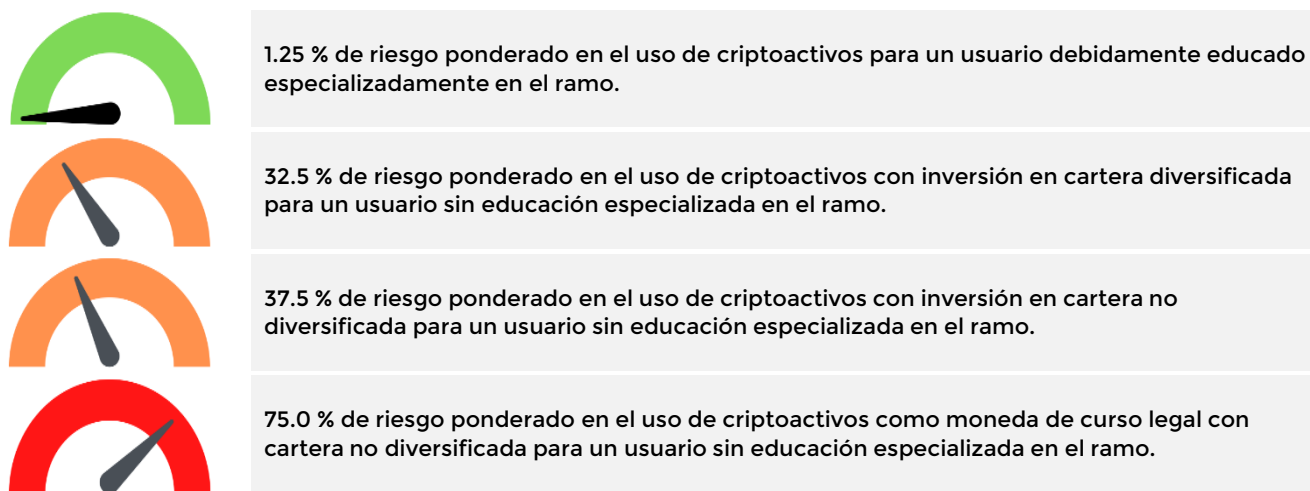 1.25 % de riesgo ponderado en el uso de criptoactivos para un usuario debidamente educado
especializadamente en el ramo.
32.5 % de riesgo ponderado en el uso de criptoactivos con inversión en cartera diversificada
para un usuario sin educación especializada en el ramo.
37.5 % de riesgo ponderado en el uso de criptoactivos con inversión en cartera no
diversificada para un usuario sin educación especializada en el ramo.
75.0 % de riesgo ponderado en el uso de criptoactivos como moneda de curso legal con
cartera no diversificada para un usuario sin educación especializada en el ramo.